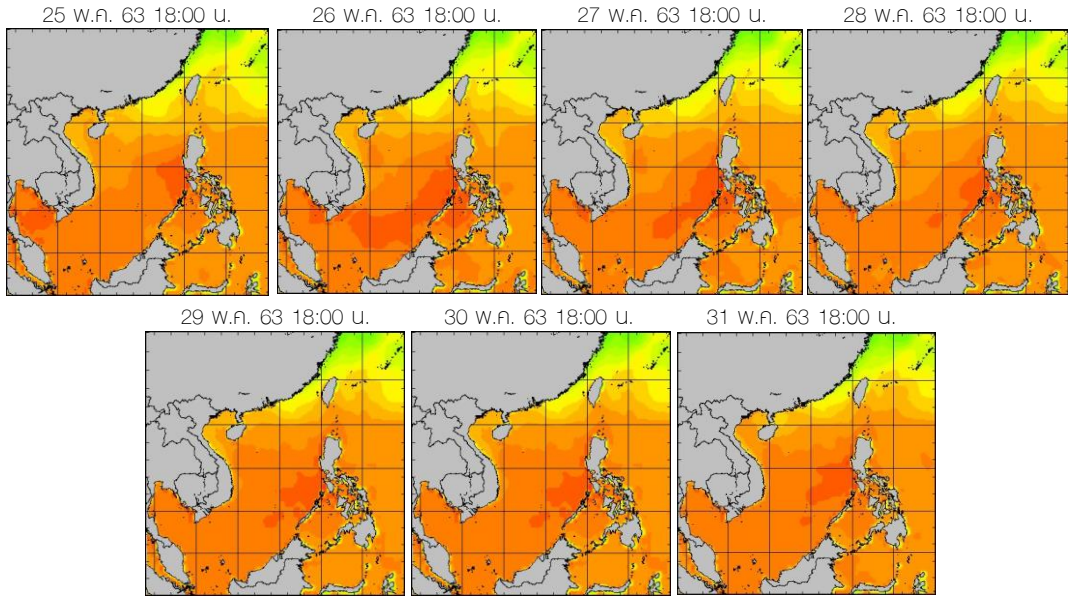 25 พ.ค. 63 18:00 น.
26 พ.ค. 63 18:00 น.
27 พ.ค. 63 18:00 น.
28 พ.ค. 63 18:00 น.
29 พ.ค. 63 18:00 น.
30 พ.ค. 63 18:00 น.
31 พ.ค. 63 18:00 น.